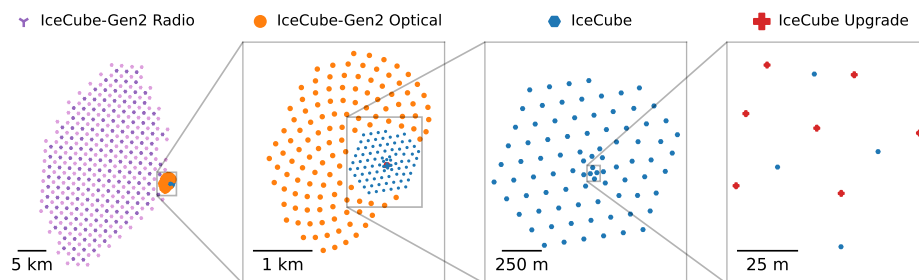 IceCube-Gen2 Radio
IceCube-Gen2 Optical
IceCube
IceCube Upgrade
5 km
1 km
250 m
25 m